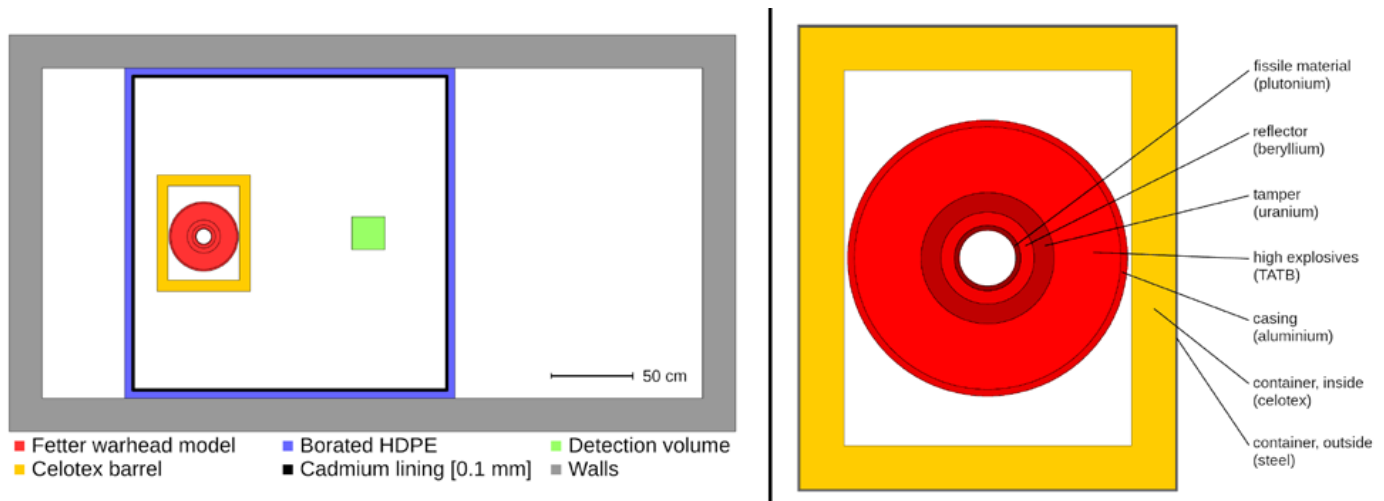 50 cm
Fetter warhead model
Borated HDPE
Detection volume
Celotex barrel
Cadmium lining [0.1 mm]
Walls
fissile material
(plutonium)
reflector
(beryllium)
tamper
(uranium)
high explosives
(TATB)
casing
(aluminium)
container, inside
(celotex)
container, outside
(steel)